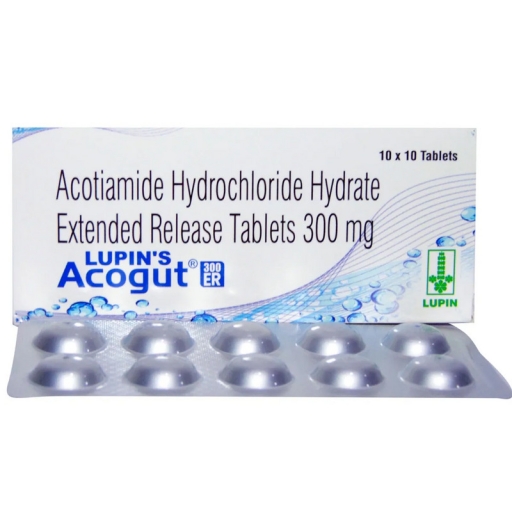 10 x 10 Tablets
Acotiamide Hydrochloride Hydrate
Extended Release Tablets 300 mg
LUPIN'S
Acogut® 300 ER
LUPIN